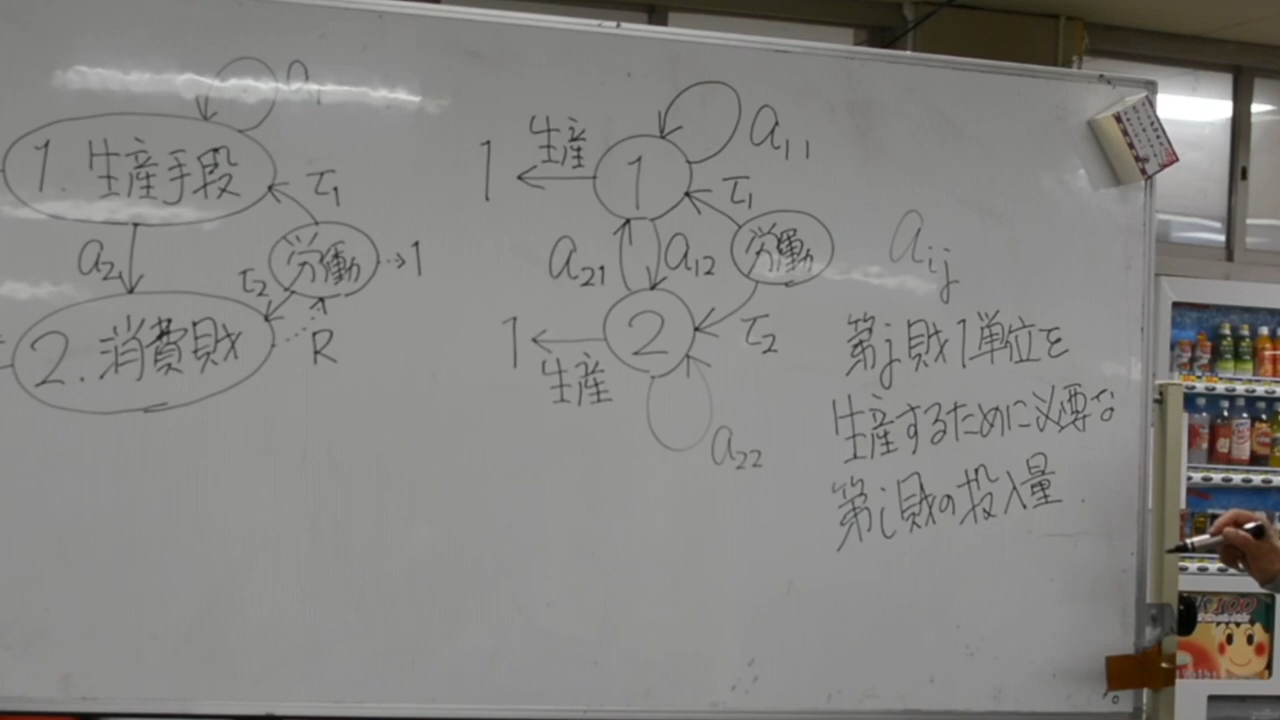 a₁
1. 生産手段
τ₁
a₂
労働
→1
τ₂
R
2. 消費財
1
生産
1
a₁₁
τ₁
a₂₁
a₁₂
労働
1
生産
2
τ₂
a₂₂
aᵢⱼ
第j財1単位を
生産するために必要な
第i財の投入量
100